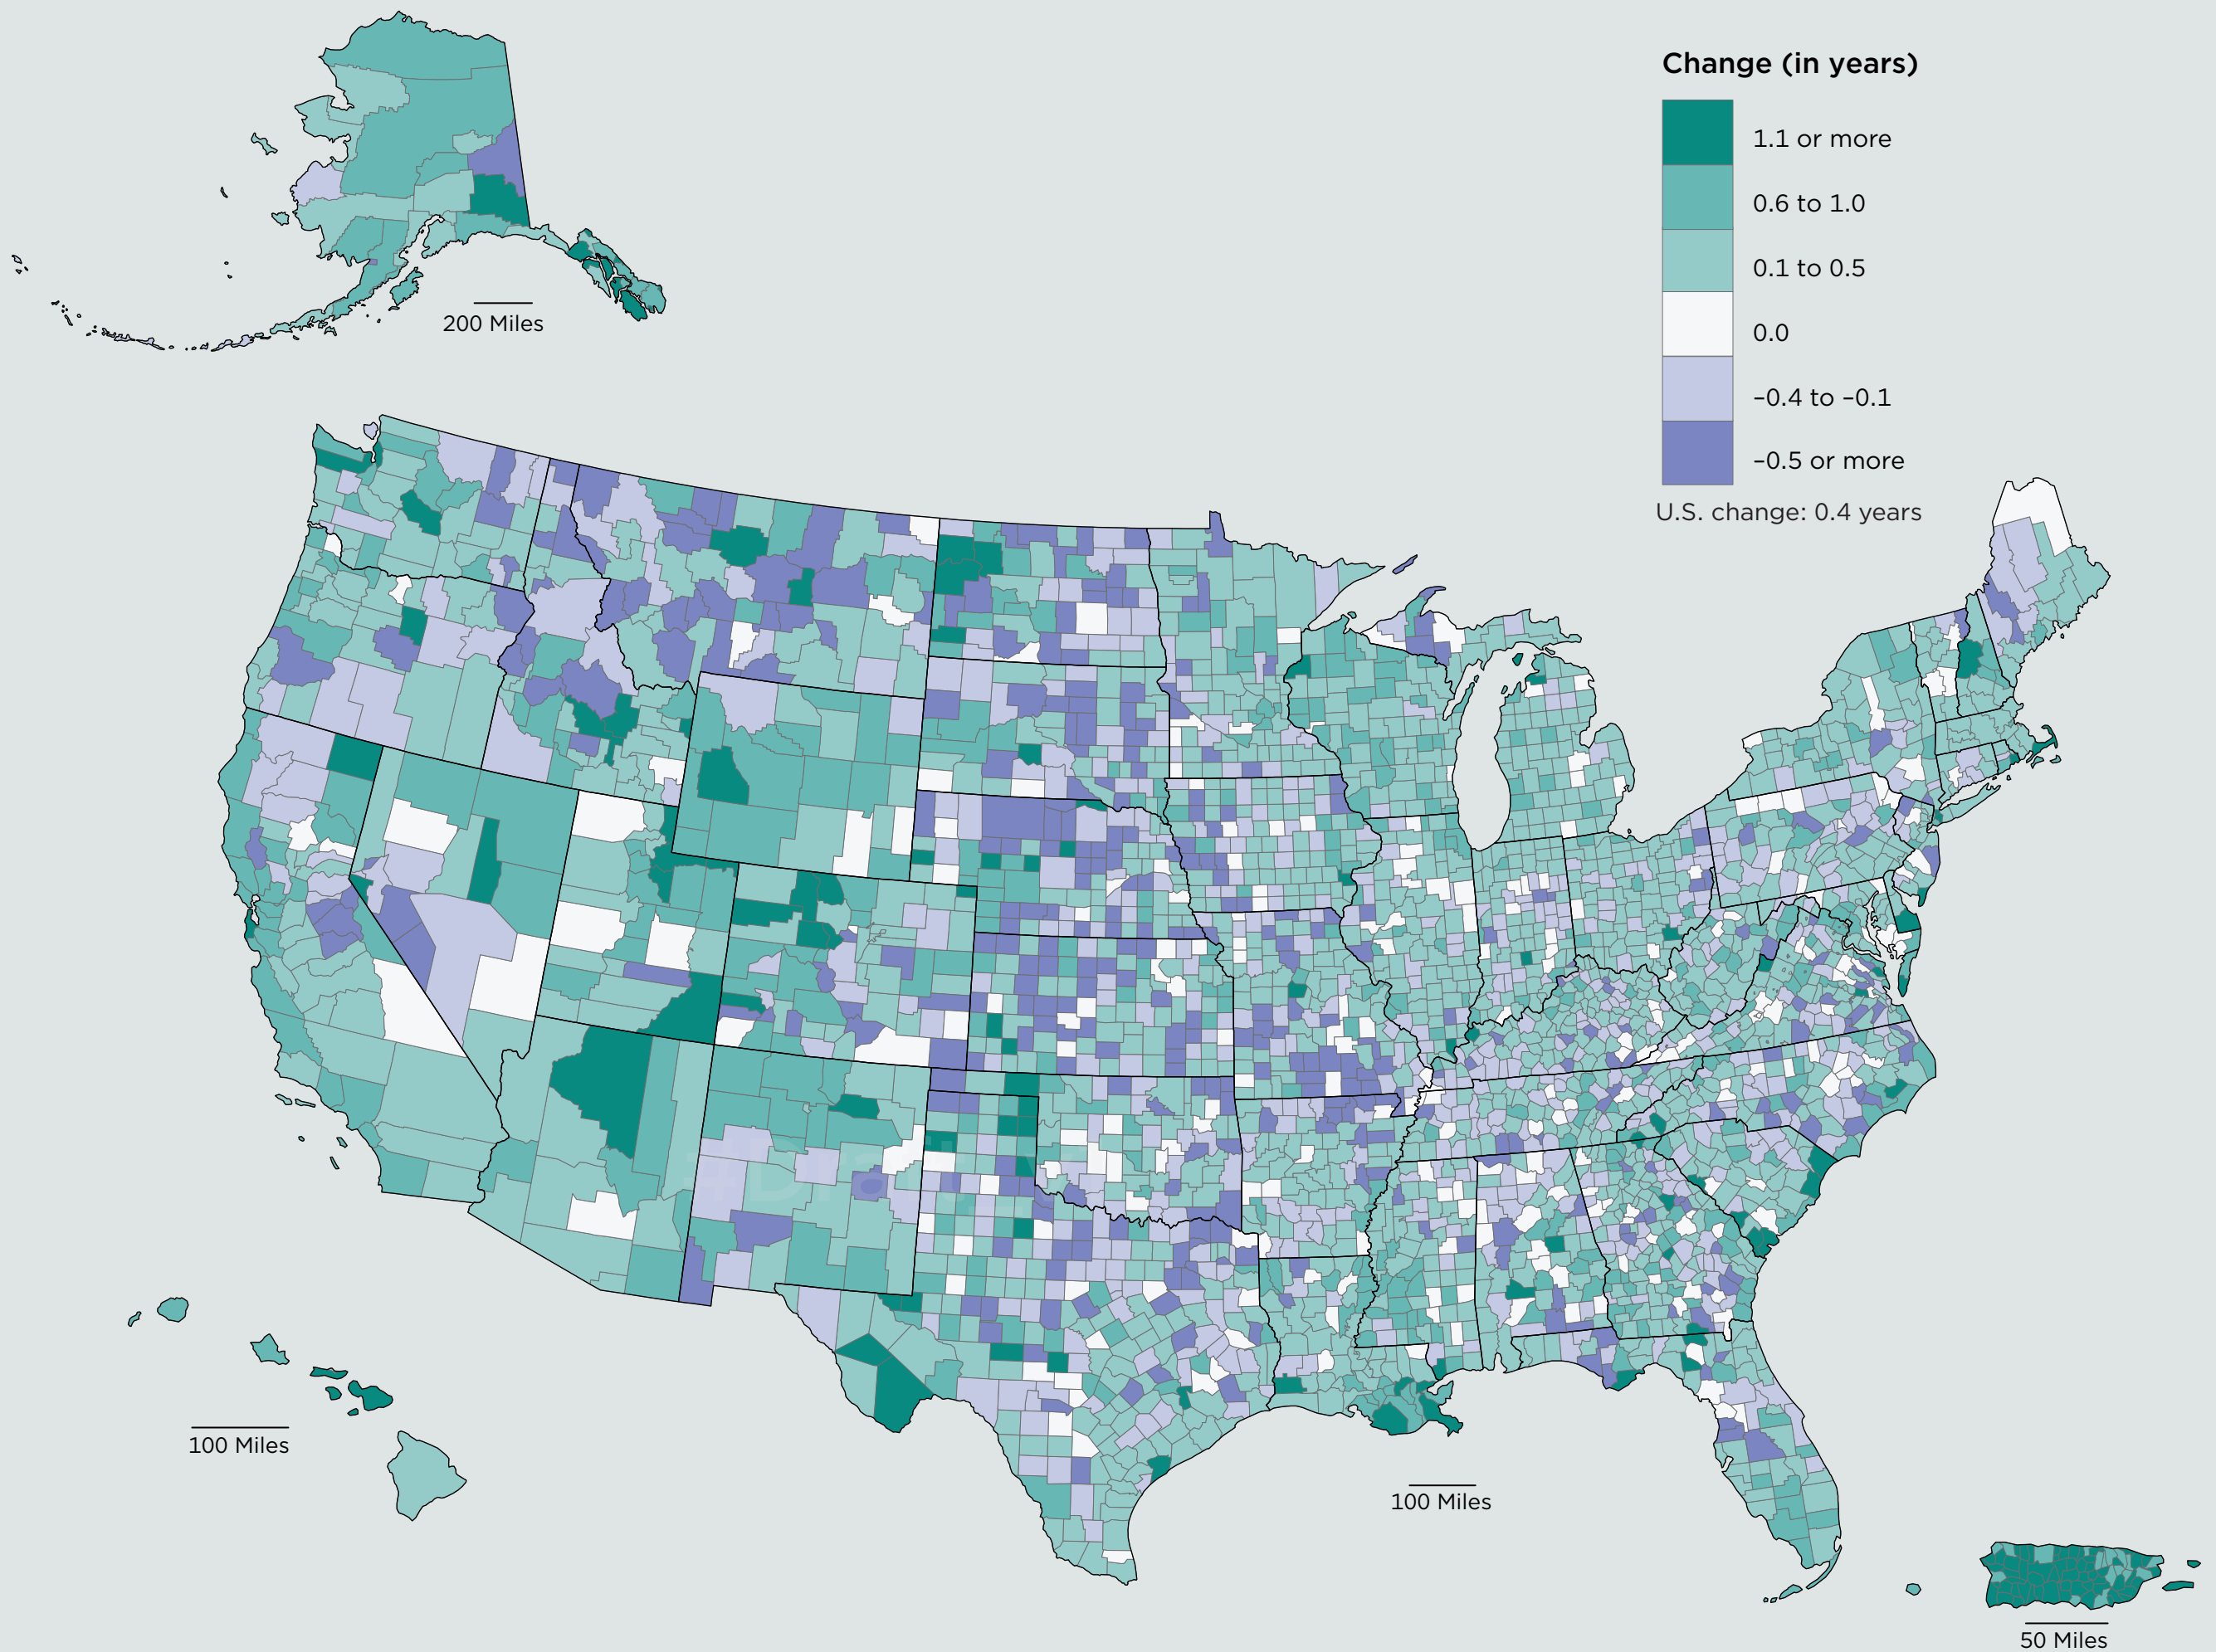 Change (in years)
1.1 or more
0.6 to 1.0
0.1 to 0.5
0.0
-0.4 to -0.1
-0.5 or more
U.S. change: 0.4 years
200 Miles
100 Miles
100 Miles
50 Miles